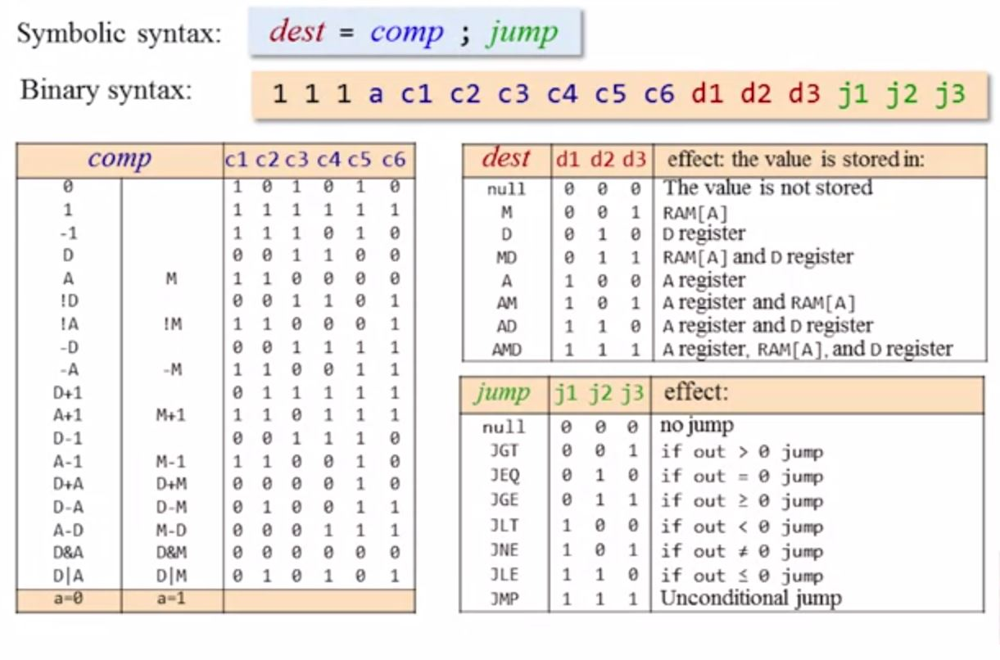 Symbolic syntax: dest = comp ; jump
Binary syntax: 1 1 1 a c1 c2 c3 c4 c5 c6 d1 d2 d3 j1 j2 j3
comp c1 c2 c3 c4 c5 c6
0 1 0 1 0 1 0
1 1 1 1 1 1 1
-1 1 1 1 0 1 0
D 0 0 1 1 0 0
A M 1 1 0 0 0 0
!D 0 0 1 1 0 1
!A !M 1 1 0 0 0 1
-D 0 0 1 1 1 1
-A -M 1 1 0 0 1 1
D+1 0 1 1 1 1 1
A+1 M+1 1 1 0 1 1 1
D-1 0 0 1 1 1 0
A-1 M-1 1 1 0 0 1 0
D+A D+M 0 0 0 0 1 0
D-A D-M 0 1 0 0 1 1
A-D M-D 0 0 0 1 1 1
D&A D&M 0 0 0 0 0 0
D|A D|M 0 1 0 1 0 1
a=0 a=1
dest d1 d2 d3 effect: the value is stored in:
null 0 0 0 The value is not stored
M 0 0 1 RAM[A]
D 0 1 0 D register
MD 0 1 1 RAM[A] and D register
A 1 0 0 A register
AM 1 0 1 A register and RAM[A]
AD 1 1 0 A register and D register
AMD 1 1 1 A register, RAM[A], and D register
jump j1 j2 j3 effect:
null 0 0 0 no jump
JGT 0 0 1 if out > 0 jump
JEQ 0 1 0 if out = 0 jump
JGE 0 1 1 if out ≥ 0 jump
JLT 1 0 0 if out < 0 jump
JNE 1 0 1 if out ≠ 0 jump
JLE 1 1 0 if out ≤ 0 jump
JMP 1 1 1 Unconditional jump